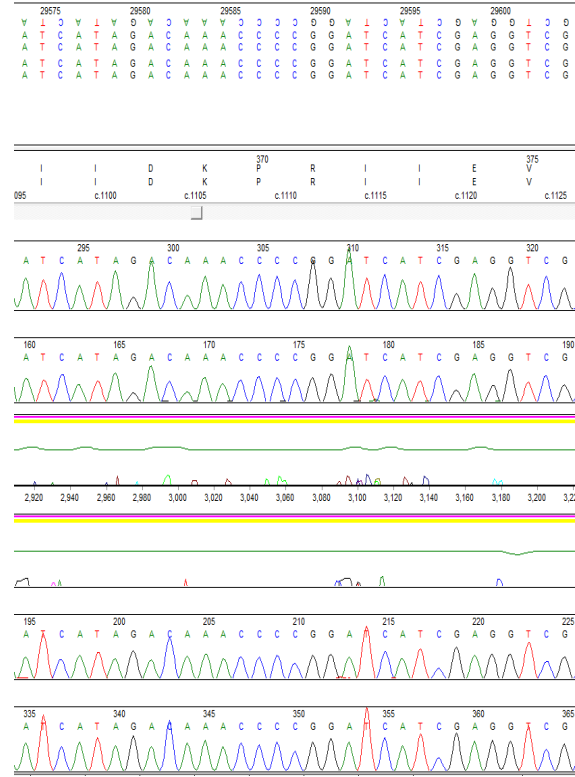 29575 29580 29585 29590 29595 29600
A T C A T A G A C A A A C C C C G G A T C A T C G A G G T C G
A T C A T A G A C A A A C C C C G G A T C A T C G A G G T C G
A T C A T A G A C A A A C C C C G G A T C A T C G A G G T C G
A T C A T A G A C A A A C C C C G G A T C A T C G A G G T C G
370 375
I I D K P R I I E V
I I D K P R I I E V
095 c.1100 c.1105 c.1110 c.1115 c.1120 c.1125
295 300 305 310 315 320
A T C A T A G A C A A A C C C C G G A T C A T C G A G G T C G
160 165 170 175 180 185 190
A T C A T A G A C A A A C C C C G G A T C A T C G A G G T C G
2,920 2,940 2,960 2,980 3,000 3,020 3,040 3,060 3,080 3,100 3,120 3,140 3,160 3,180 3,200 3,22
195 200 205 210 215 220 225
A T C A T A G A C A A A C C C C G G A T C A T C G A G G T C G
335 340 345 350 355 360 365
A T C A T A G A C A A A C C C C G G A T C A T C G A G G T C G